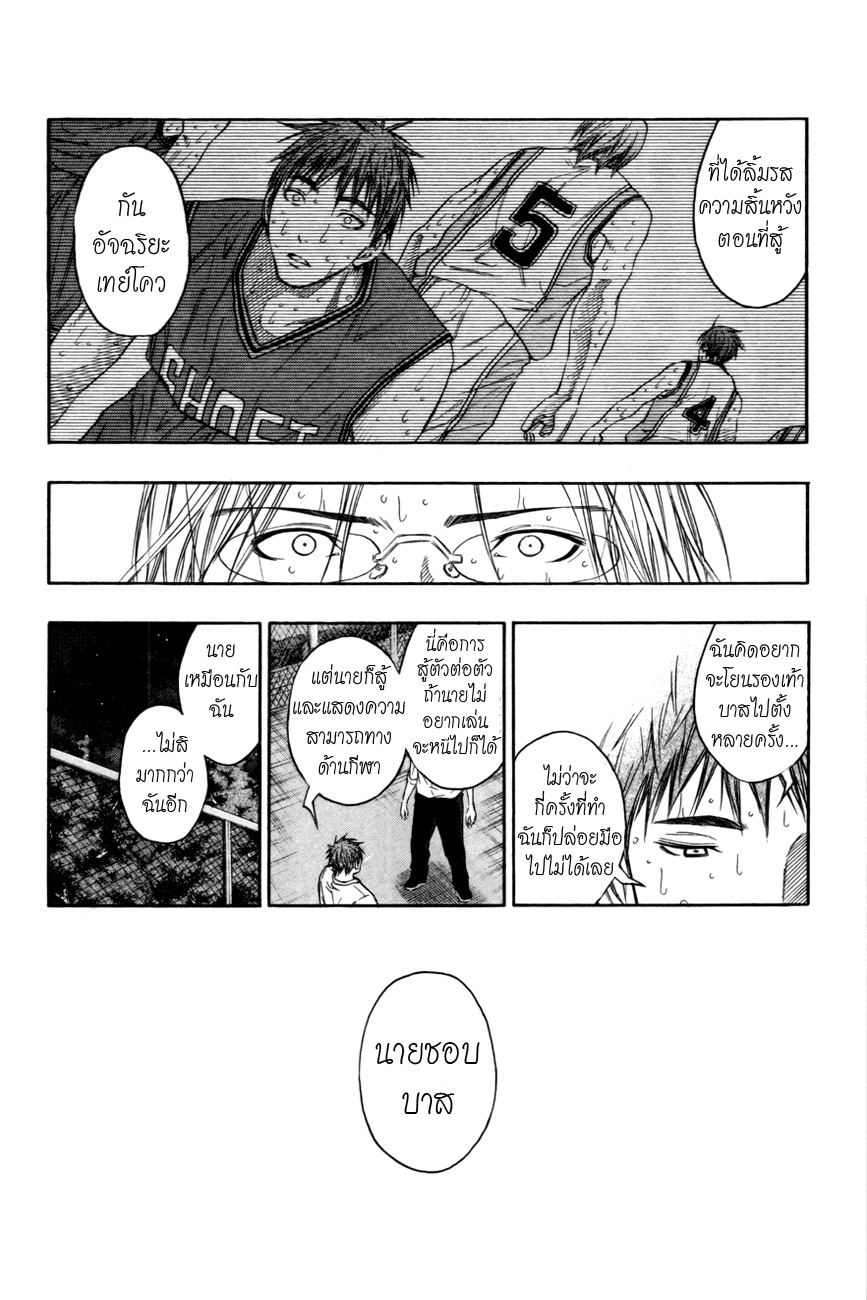 ที่ได้ลิ้มรส
ความสิ้นหวัง
ตอนที่สู้
กัน
อัจฉริยะ
เทย์โคว
5
4
ฉันคิดอยาก
จะโยนรองเท้า
บาสไปตั้ง
หลายครั้ง...
ไม่ว่าจะ
กี่ครั้งที่ทำ
ฉันก็ปล่อยมือ
ไปไม่ได้เลย
นี่คือการ
สู้ตัวต่อตัว
ถ้านายไม่
อยากเล่น
จะหนีไปก็ได้
แต่นายก็สู้
และแสดงความ
สามารถทาง
ด้านกีฬา
นาย
เหมือนกับ
ฉัน
...ไม่สิ
มากกว่า
ฉันอีก
นายชอบ
บาส